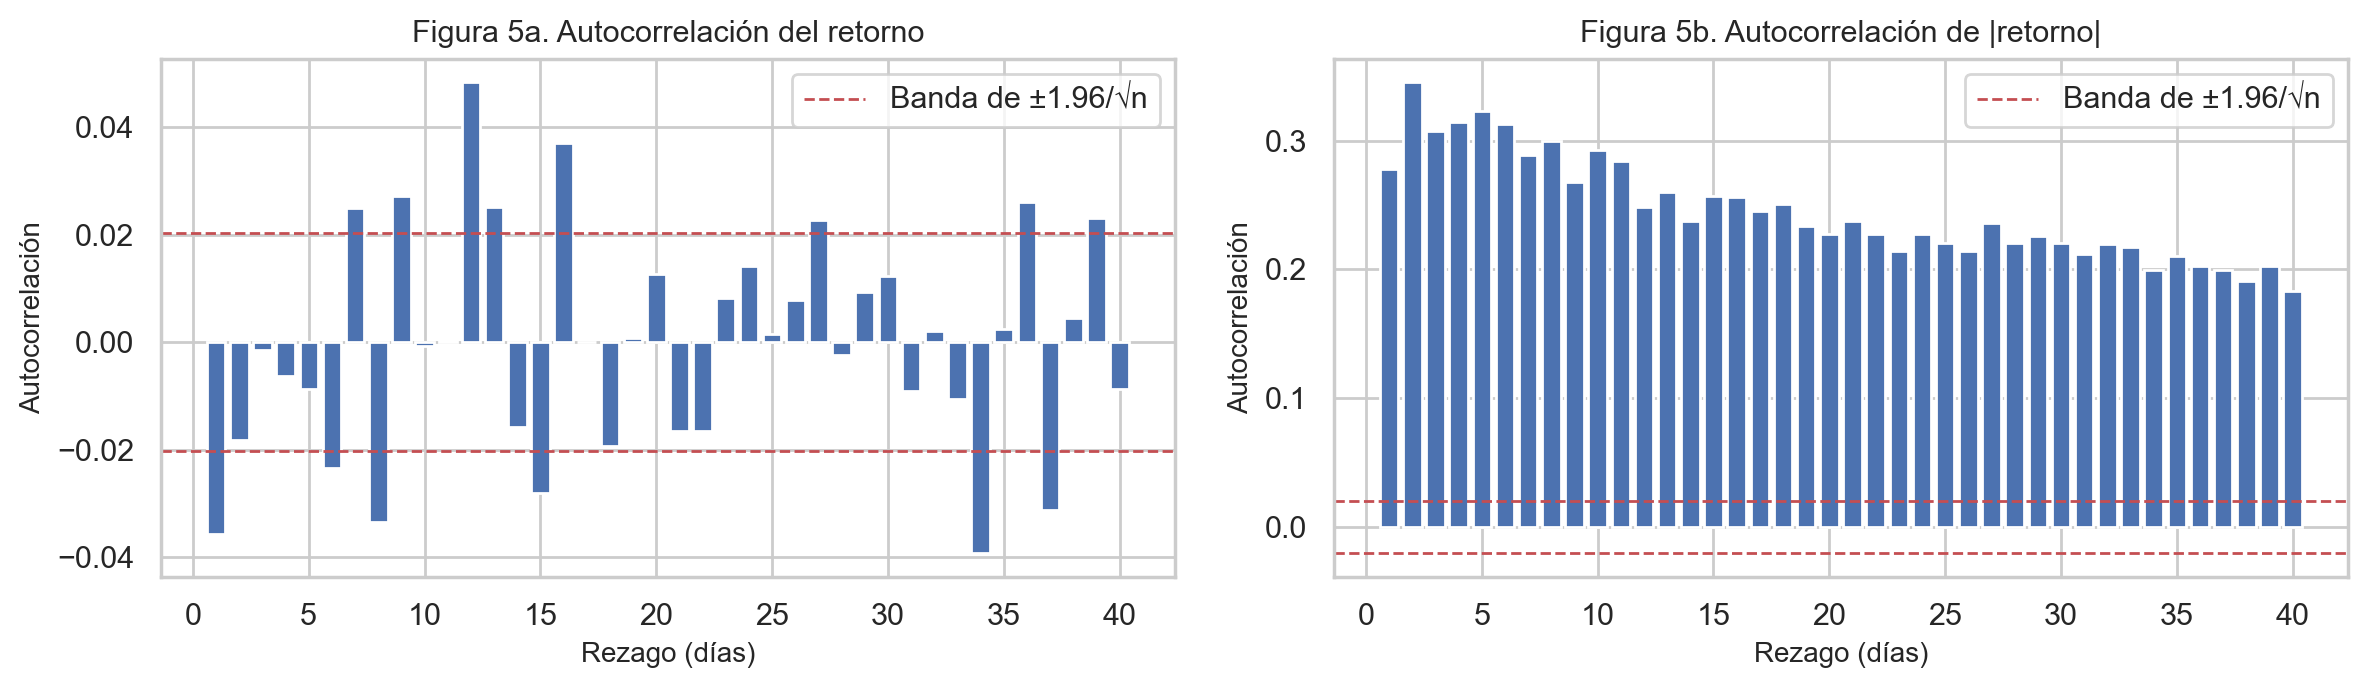 Figura 5a. Autocorrelación del retorno
Banda de ±1.96/√n
0.04
0.02
0.00
−0.02
−0.04
Autocorrelación
0 5 10 15 20 25 30 35 40
Rezago (días)
Figura 5b. Autocorrelación de |retorno|
Banda de ±1.96/√n
0.3
0.2
0.1
0.0
Autocorrelación
0 5 10 15 20 25 30 35 40
Rezago (días)